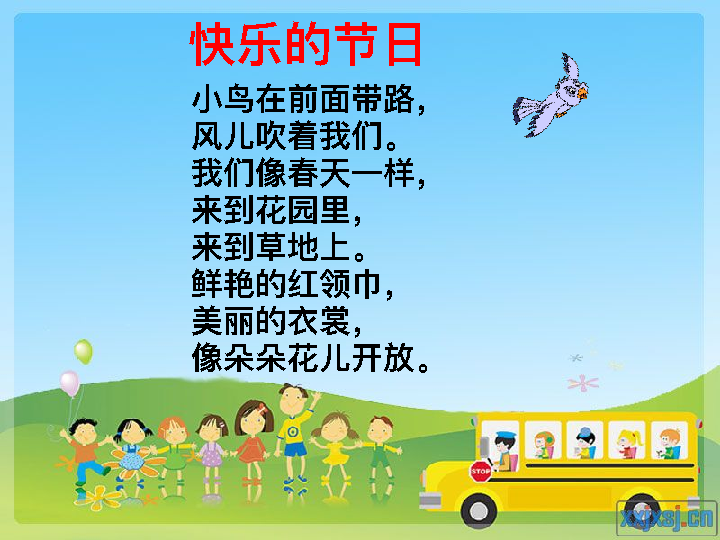 快乐的节日
小鸟在前面带路，
风儿吹着我们。
我们像春天一样，
来到花园里，
来到草地上。
鲜艳的红领巾，
美丽的衣裳，
像朵朵花儿开放。
STOP
xxjxsj.cn